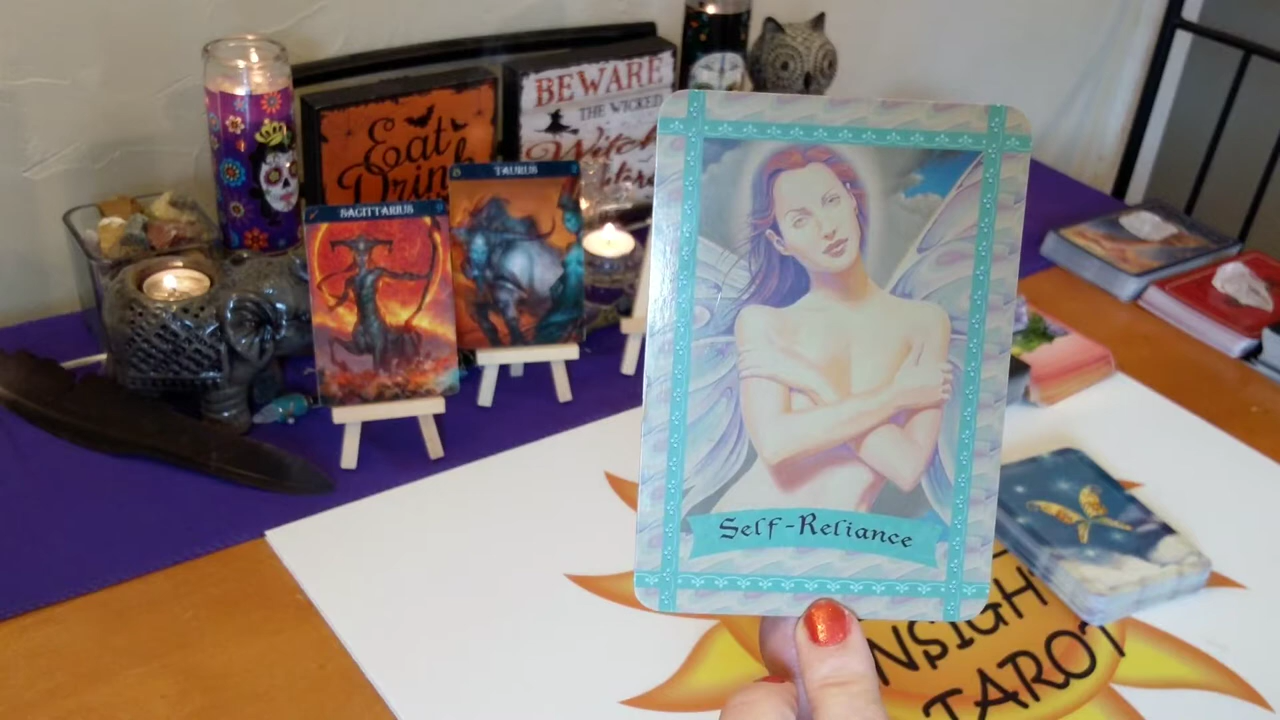 Eat
Drink
BEWARE
THE WICKED
Witch
TAURUS
SAGITTARIUS
Self-Reliance
NSIGH
TAROT